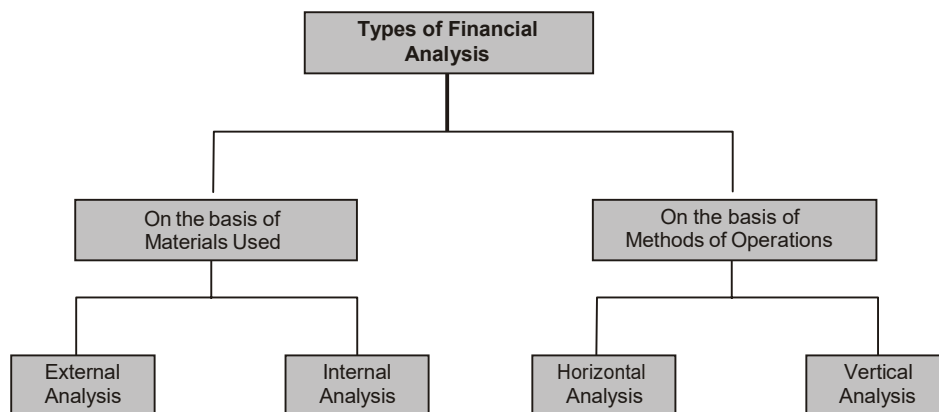 Types of Financial
Analysis
On the basis of
Materials Used
On the basis of
Methods of Operations
External
Analysis
Internal
Analysis
Horizontal
Analysis
Vertical
Analysis